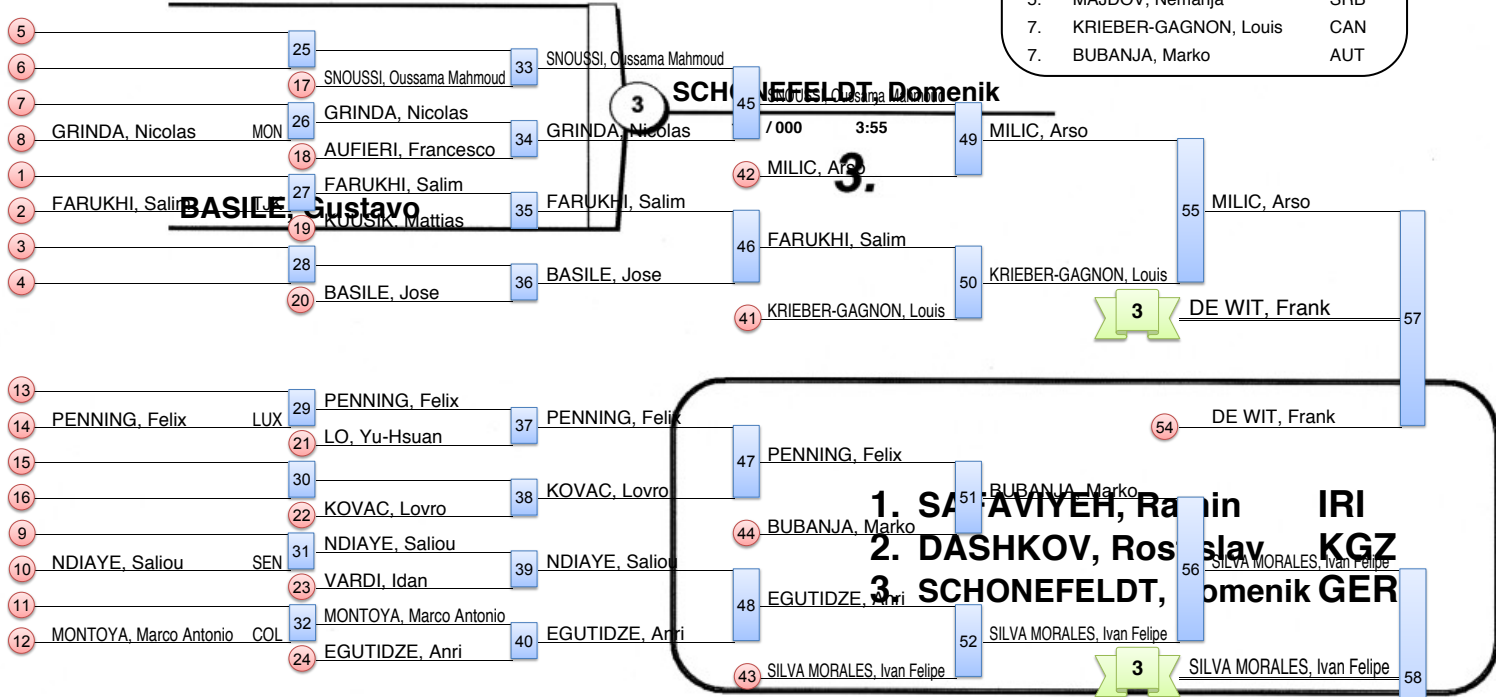 5. MAJDOV, Nemanja SRB
7. KRIEBER-GAGNON, Louis CAN
7. BUBANJA, Marko AUT
5
6
25
17 SNOUSSI, Oussama Mahmoud
33 SNOUSSI, Oussama Mahmoud
7
8 GRINDA, Nicolas MON
26 GRINDA, Nicolas
18 AUFIERI, Francesco
34 GRINDA, Nicolas
3
SCHONEFELDT, Domenik
/ 000 3:55
3.
45 SNOUSSI, Oussama Mahmoud
42 MILIC, Arso
49 MILIC, Arso
1
2 FARUKHI, Salim TJK
27 FARUKHI, Salim
BASILE, Gustavo
19 KUUSIK, Mattias
35 FARUKHI, Salim
3
4
28
20 BASILE, Jose
36 BASILE, Jose
46 FARUKHI, Salim
41 KRIEBER-GAGNON, Louis
50 KRIEBER-GAGNON, Louis
55 MILIC, Arso
3 DE WIT, Frank
57
54 DE WIT, Frank
13
14 PENNING, Felix LUX
29 PENNING, Felix
21 LO, Yu-Hsuan
37 PENNING, Felix
15
16
30
22 KOVAC, Lovro
38 KOVAC, Lovro
47 PENNING, Felix
44 BUBANJA, Marko
51 BUBANJA, Marko
1. SAFAVIYEH, Ramin IRI
2. DASHKOV, Rostislav KGZ
3. SCHONEFELDT, Domenik GER
9
10 NDIAYE, Saliou SEN
31 NDIAYE, Saliou
23 VARDI, Idan
39 NDIAYE, Saliou
11
12 MONTOYA, Marco Antonio COL
32 MONTOYA, Marco Antonio
24 EGUTIDZE, Anri
40 EGUTIDZE, Anri
48 EGUTIDZE, Anri
43 SILVA MORALES, Ivan Felipe
52 SILVA MORALES, Ivan Felipe
56 SILVA MORALES, Ivan Felipe
3 SILVA MORALES, Ivan Felipe
58